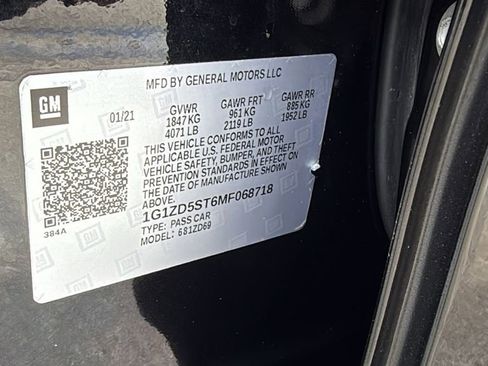 MFD BY GENERAL MOTORS LLC
GM
01/21 GVWR GAWR FRT GAWR RR
1847 KG 961 KG 885 KG
4071 LB 2119 LB 1952 LB
THIS VEHICLE CONFORMS TO ALL
APPLICABLE U.S. FEDERAL MOTOR
VEHICLE SAFETY, BUMPER, AND THEFT
PREVENTION STANDARDS IN EFFECT ON
THE DATE OF MANUFACTURE SHOWN
ABOVE.
1G1ZD5ST6MF068718
TYPE: PASS CAR
MODEL: 681ZD69
384A